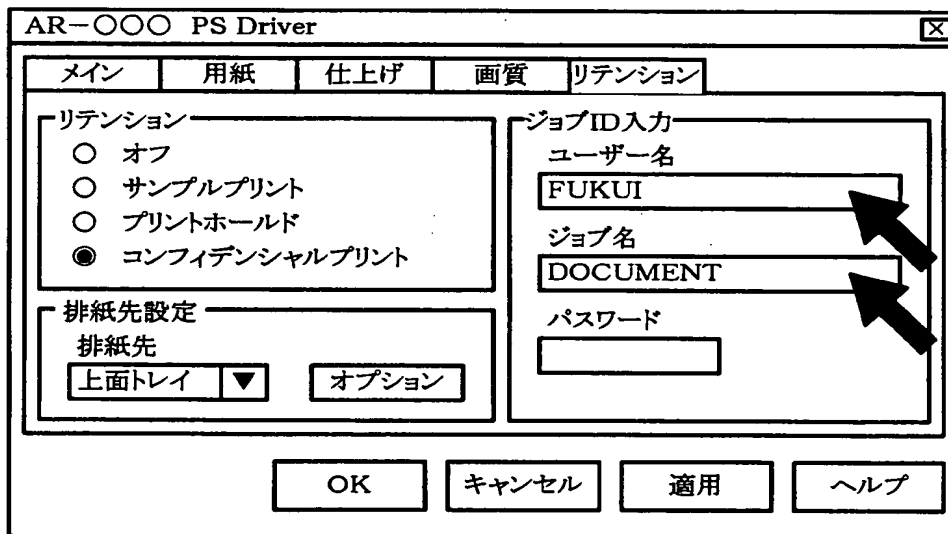 AR－○○○ PS Driver
メイン 用紙 仕上げ 画質 リテンション
リテンション
オフ
サンプルプリント
プリントホールド
コンフィデンシャルプリント
排紙先設定
排紙先
上面トレイ ▼ オプション
ジョブID入力
ユーザー名
FUKUI
ジョブ名
DOCUMENT
パスワード
OK キャンセル 適用 ヘルプ